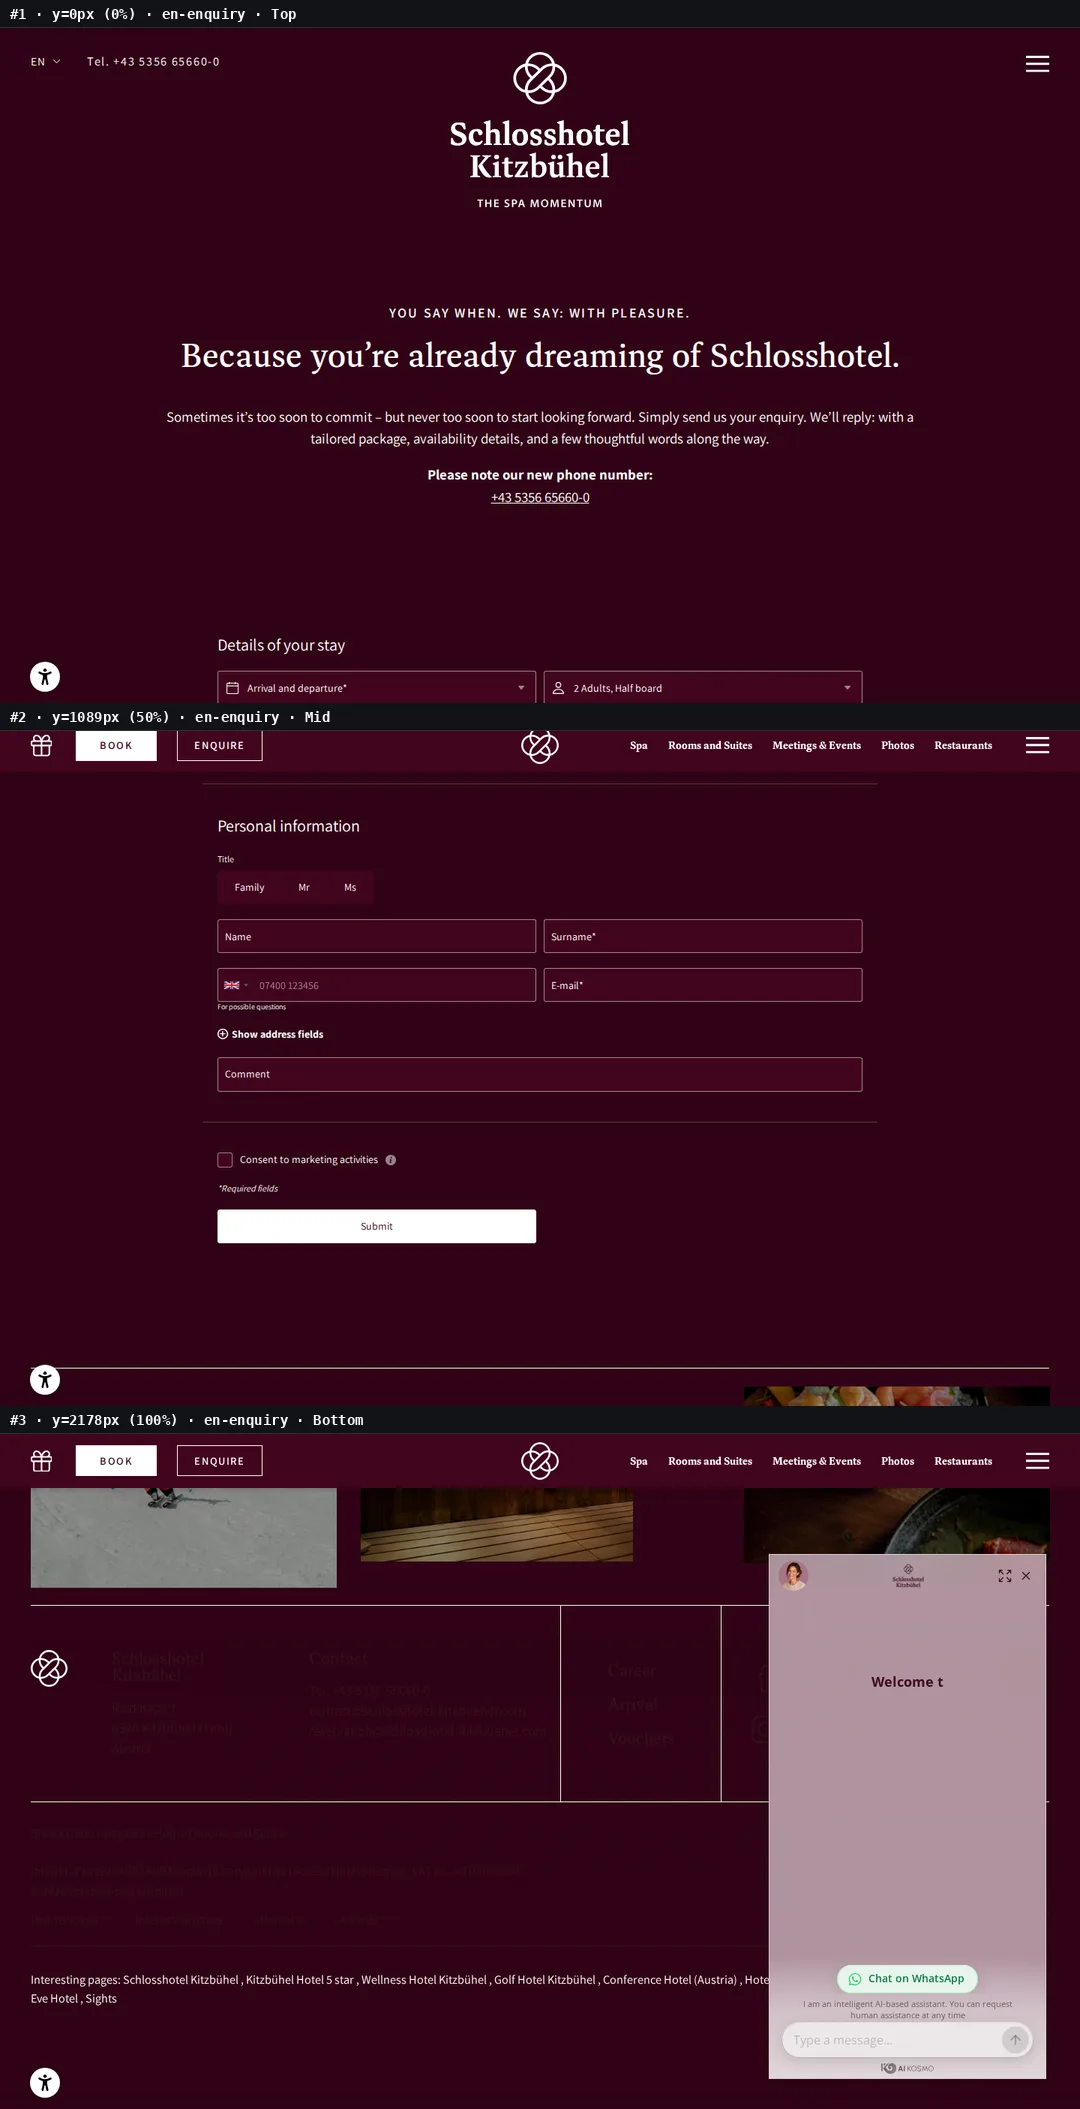 #1 · y=0px (0%) · en-enquiry · Top
EN
Tel. +43 5356 65660-0
Schlosshotel
Kitzbühel
THE SPA MOMENTUM
YOU SAY WHEN. WE SAY: WITH PLEASURE.
Because you’re already dreaming of Schlosshotel.
Sometimes it’s too soon to commit – but never too soon to start looking forward. Simply send us your enquiry. We’ll reply: with a
tailored package, availability details, and a few thoughtful words along the way.
Please note our new phone number:
+43 5356 65660-0
Details of your stay
Arrival and departure*
2 Adults, Half board
#2 · y=1089px (50%) · en-enquiry · Mid
BOOK
ENQUIRE
Spa
Rooms and Suites
Meetings & Events
Photos
Restaurants
Personal information
Title
Family
Mr
Ms
Name
Surname*
07400 123456
E-mail*
For possible questions
Show address fields
Comment
Consent to marketing activities
*Required fields
Submit
#3 · y=2178px (100%) · en-enquiry · Bottom
BOOK
ENQUIRE
Spa
Rooms and Suites
Meetings & Events
Photos
Restaurants
Schlosshotel
Kitzbühel
Welcome t
Schlosshotel
Kitzbühel
Contact
Career
Arrival
Vouchers
Interesting pages: Schlosshotel Kitzbühel , Kitzbühel Hotel 5 star , Wellness Hotel Kitzbühel , Golf Hotel Kitzbühel , Conference Hotel (Austria) , Hote
Eve Hotel , Sights
Chat on WhatsApp
I am an intelligent AI-based assistant. You can request
human assistance at any time
Type a message...
AI KOSMO